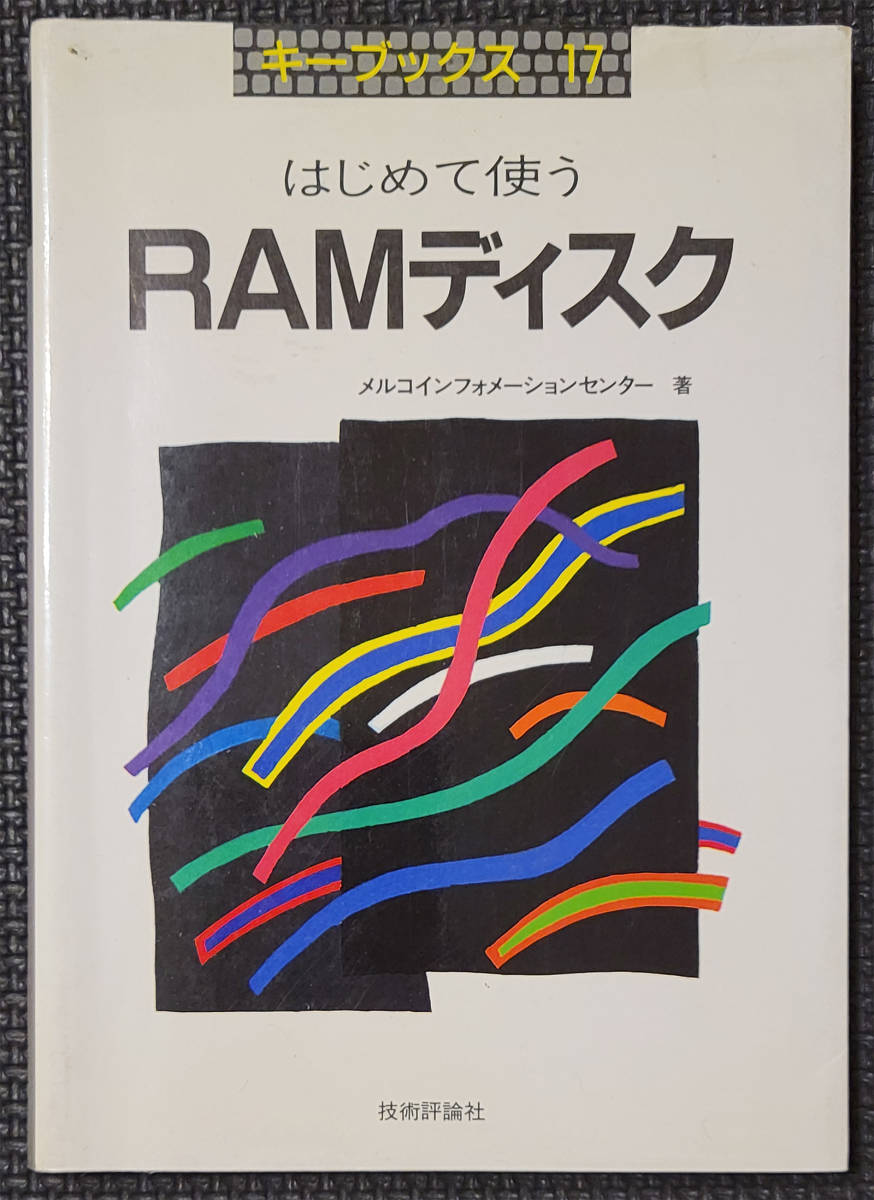 キーブックス 17
はじめて使う
RAMディスク
メルコインフォメーションセンター 著
技術評論社